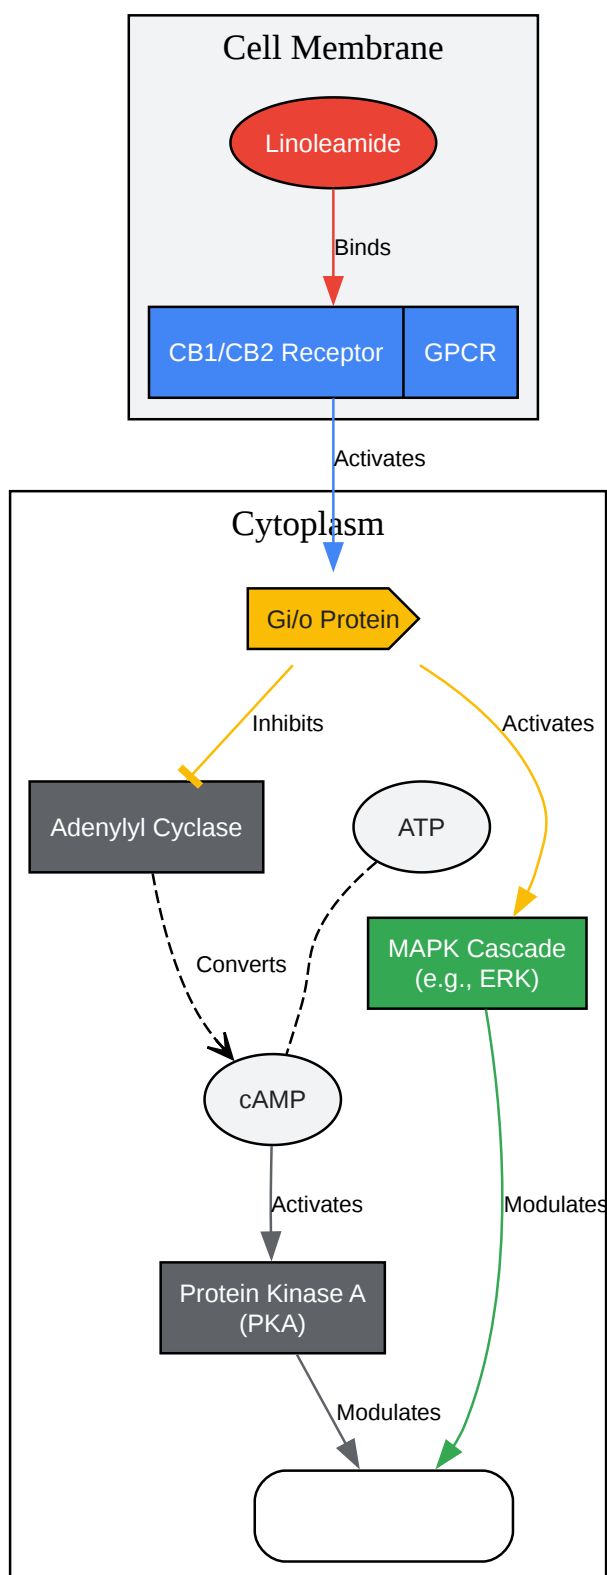 Cell Membrane
Linoleamide
Binds
CB1/CB2 Receptor
GPCR
Activates
Cytoplasm
Gi/o Protein
Inhibits
Activates
Adenylyl Cyclase
ATP
MAPK Cascade
(e.g., ERK)
Converts
cAMP
Activates
Modulates
Protein Kinase A
(PKA)
Modulates